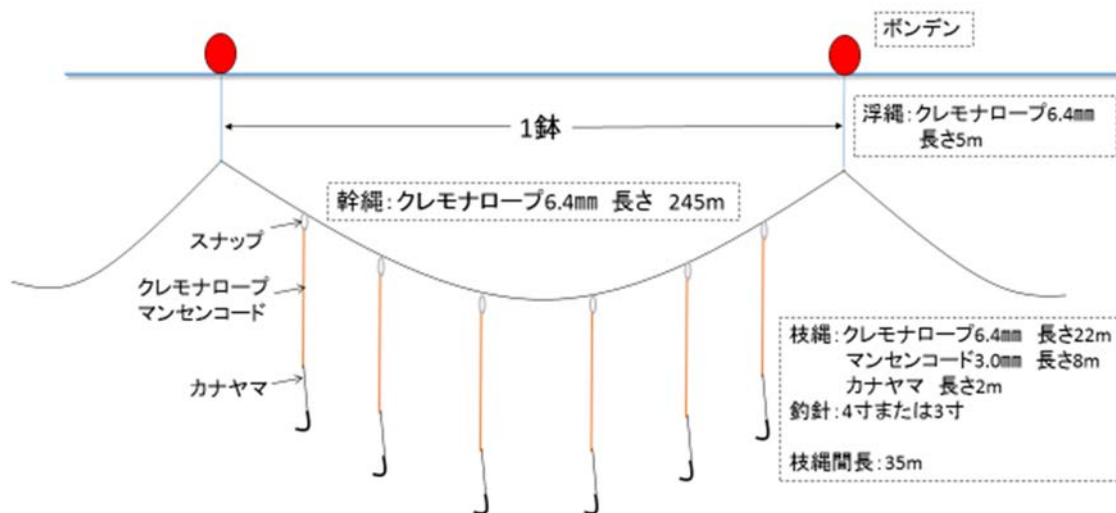 ボンデン
1鉢
浮縄:クレモナロープ6.4㎜
長さ5m
幹縄:クレモナロープ6.4㎜ 長さ 245m
スナップ
クレモナロープ
マンセンコード
カナヤマ
枝縄:クレモナロープ6.4㎜ 長さ22m
マンセンコード3.0㎜ 長さ8m
カナヤマ 長さ2m
釣針:4寸または3寸
枝縄間長:35m